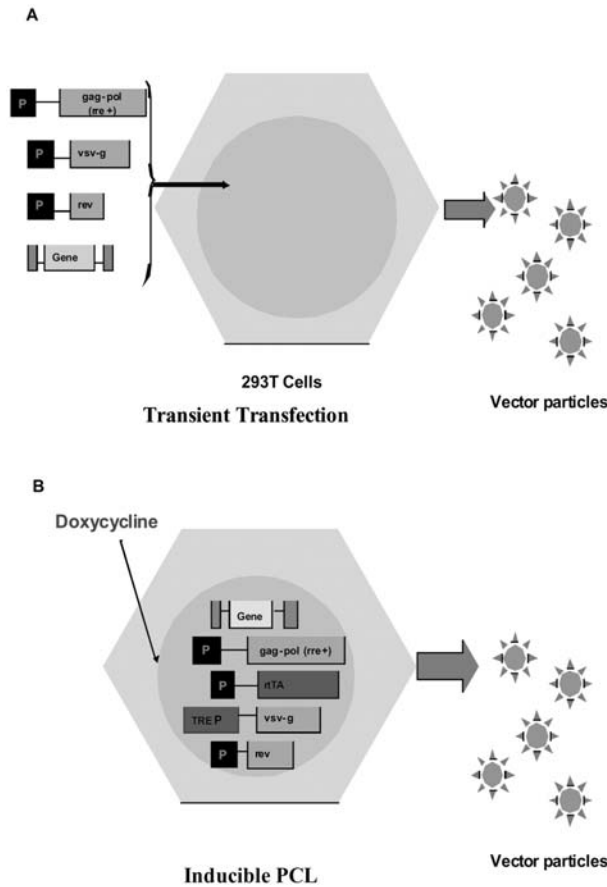 A
P
gag-pol
(rre+)
P
vsv-g
P
rev
Gene
293T Cells
Transient Transfection
Vector particles
B
Doxycycline
Gene
P
gag-pol (rre+)
P
rtTA
TRE P
vsv-g
P
rev
Inducible PCL
Vector particles